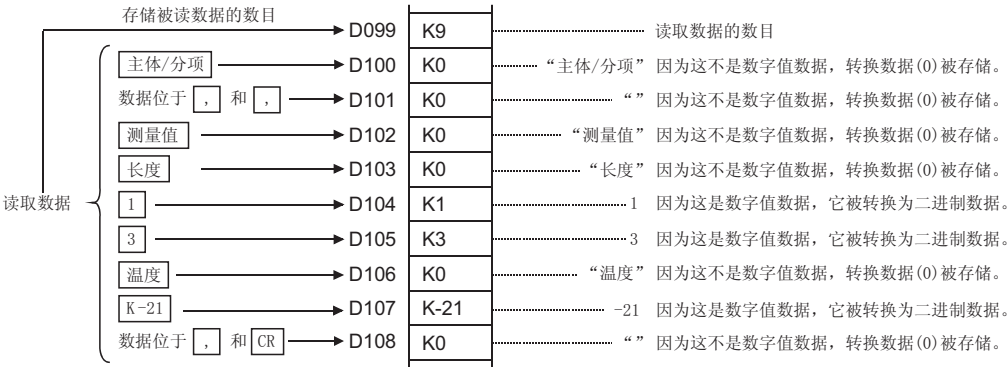 存储被读数据的数目 D099 K9 读取数据的数目
主体/分项 D100 K0 “主体/分项” 因为这不是数字值数据，转换数据(0)被存储。
数据位于 , 和 , D101 K0 “” 因为这不是数字值数据，转换数据(0)被存储。
测量值 D102 K0 “测量值” 因为这不是数字值数据，转换数据(0)被存储。
长度 D103 K0 “长度” 因为这不是数字值数据，转换数据(0)被存储。
读取数据
1 D104 K1 1 因为这是数字值数据，它被转换为二进制数据。
3 D105 K3 3 因为这是数字值数据，它被转换为二进制数据。
温度 D106 K0 “温度” 因为这不是数字值数据，转换数据(0)被存储。
K-21 D107 K-21 -21 因为这是数字值数据，它被转换为二进制数据。
数据位于 , 和 CR D108 K0 “” 因为这不是数字值数据，转换数据(0)被存储。